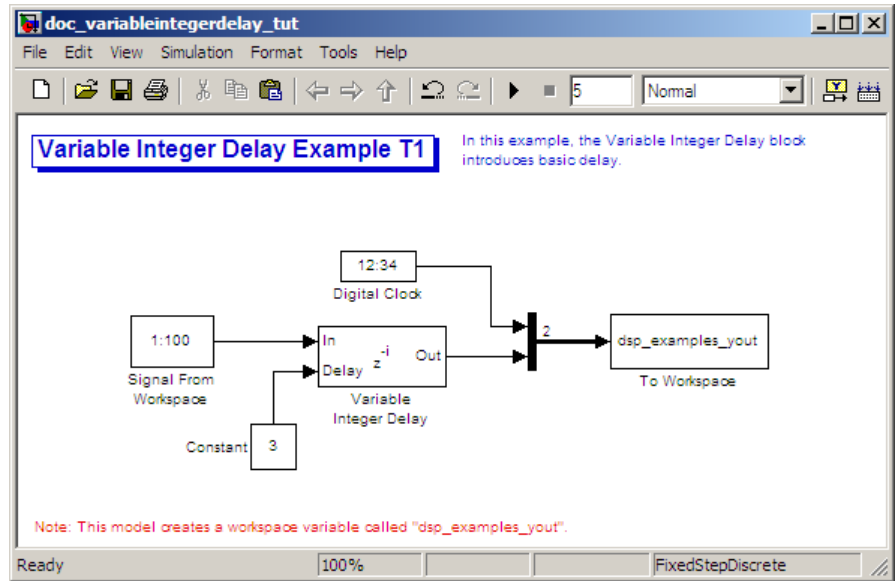 doc_variableintegerdelay_tut
File Edit View Simulation Format Tools Help
5 Normal
Variable Integer Delay Example T1
In this example, the Variable Integer Delay block
introduces basic delay.
12:34
Digital Clock
1:100
Signal From
Workspace
In
Delay
z-i
Out
Variable
Integer Delay
Constant
3
2
dsp_examples_yout
To Workspace
Note: This model creates a workspace variable called "dsp_examples_yout".
Ready 100% FixedStepDiscrete